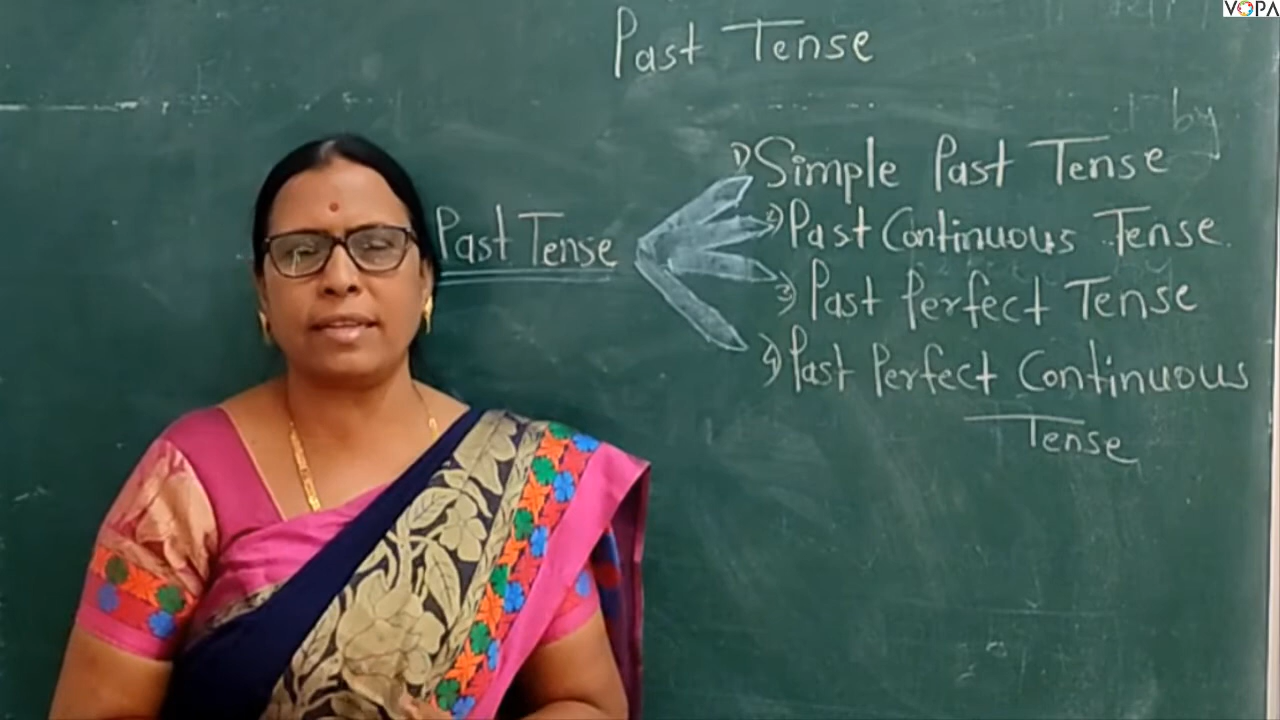 VOPA
Past Tense
by
1) Simple Past Tense
Past Tense
2) Past Continuous Tense.
3) Past Perfect Tense
4) Past Perfect Continuous
Tense